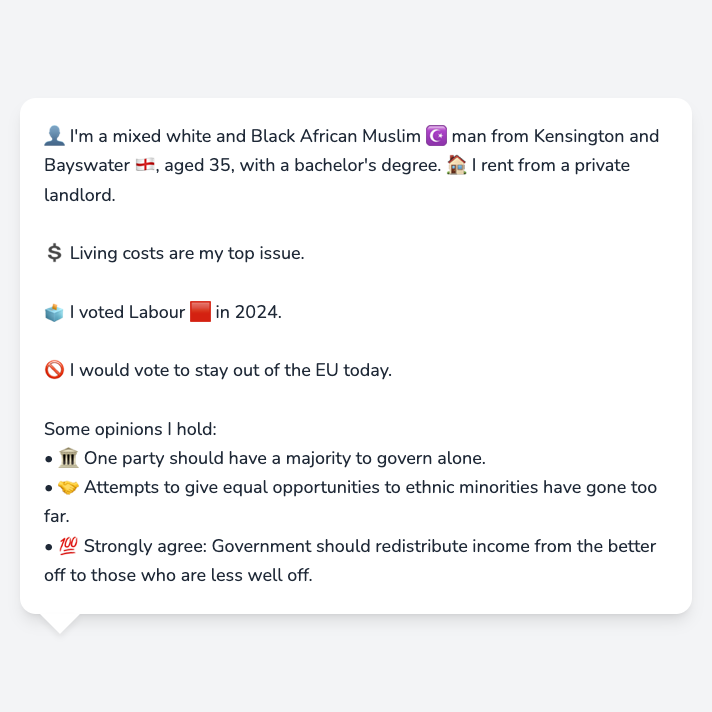 👤 I'm a mixed white and Black African Muslim ☪️ man from Kensington and
Bayswater 🏴󠁧󠁢󠁥󠁮󠁧󠁿, aged 35, with a bachelor's degree. 🏠 I rent from a private
landlord.
💲 Living costs are my top issue.
🗳️ I voted Labour 🟥 in 2024.
🚫 I would vote to stay out of the EU today.
Some opinions I hold:
• 🏛️ One party should have a majority to govern alone.
• 🤝 Attempts to give equal opportunities to ethnic minorities have gone too
far.
• 💯 Strongly agree: Government should redistribute income from the better
off to those who are less well off.